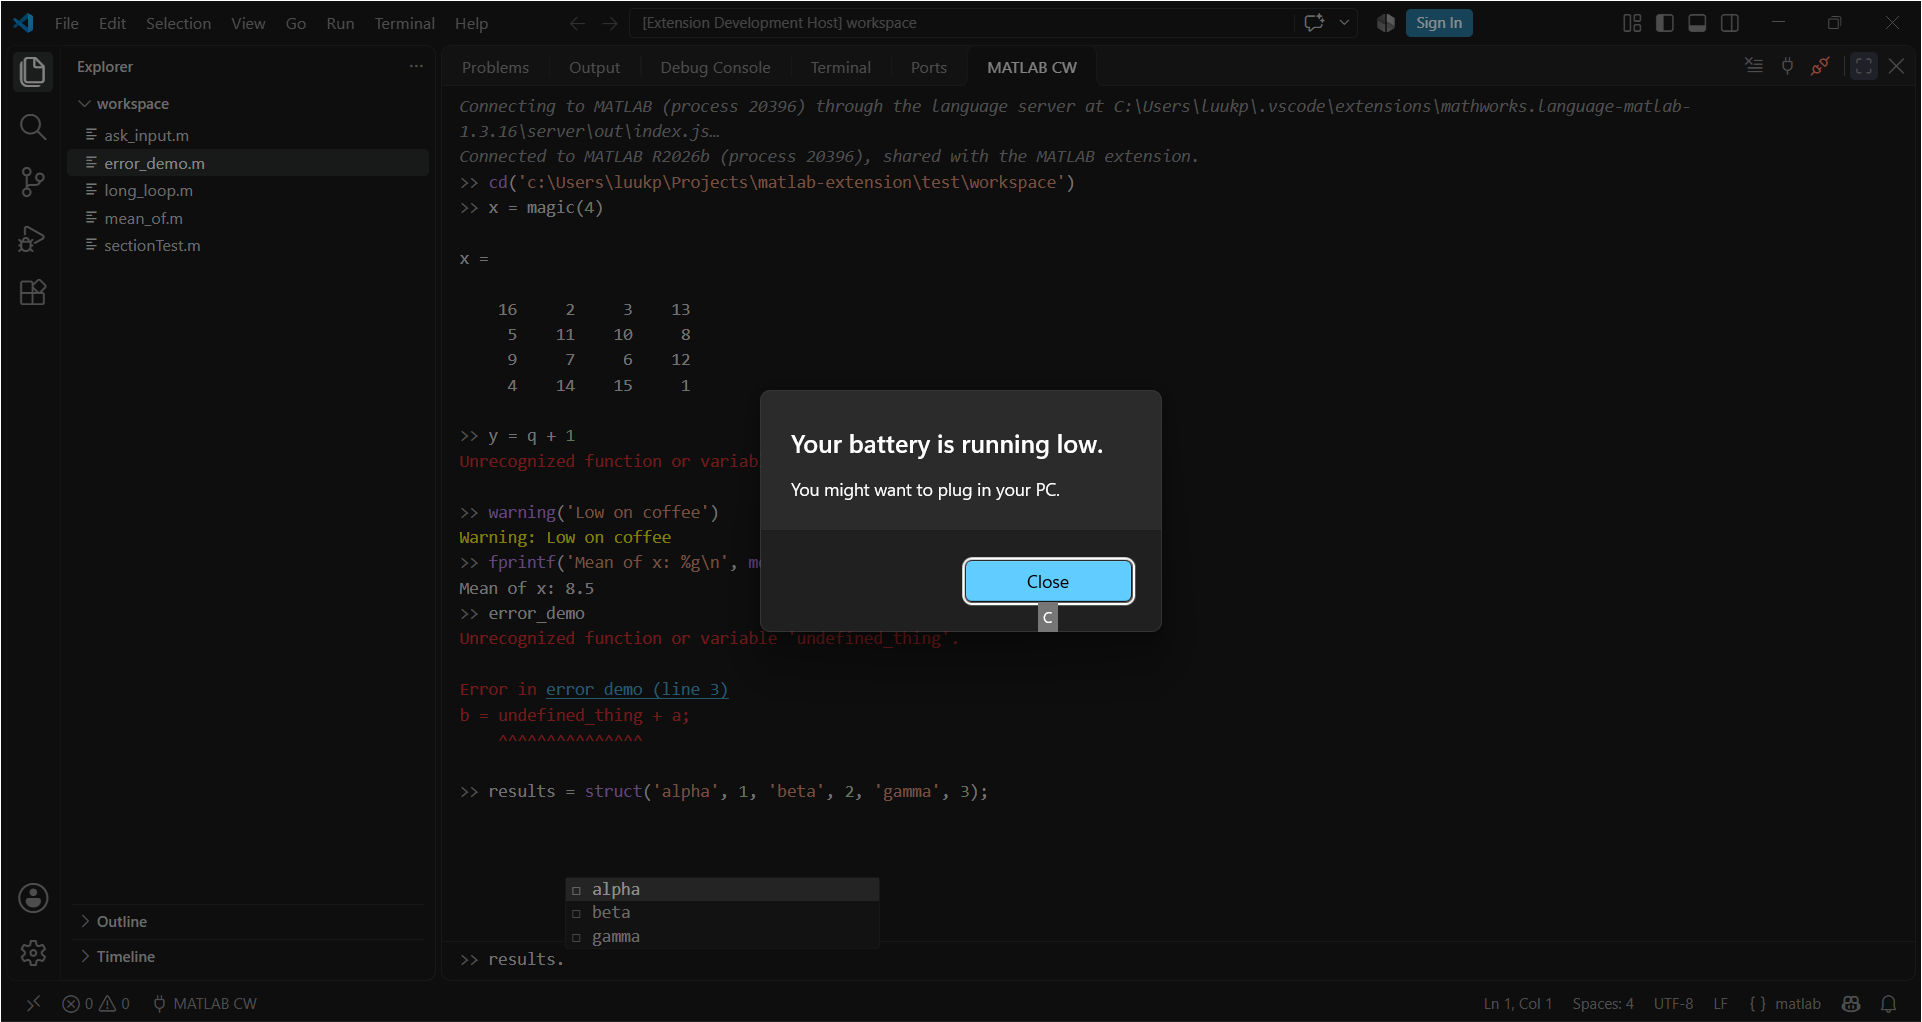 File Edit Selection View Go Run Terminal Help
[Extension Development Host] workspace
Sign In
Explorer
workspace
ask_input.m
error_demo.m
long_loop.m
mean_of.m
sectionTest.m
Outline
Timeline
Problems Output Debug Console Terminal Ports MATLAB CW
Connecting to MATLAB (process 20396) through the language server at C:\Users\luukp\.vscode\extensions\mathworks.language-matlab-
1.3.16\server\out\index.js…
Connected to MATLAB R2026b (process 20396), shared with the MATLAB extension.
>> cd('c:\Users\luukp\Projects\matlab-extension\test\workspace')
>> x = magic(4)
x =
16 2 3 13
5 11 10 8
9 7 6 12
4 14 15 1
>> y = q + 1
Unrecognized function or variab
>> warning('Low on coffee')
Warning: Low on coffee
>> fprintf('Mean of x: %g\n', m
Mean of x: 8.5
>> error_demo
Unrecognized function or variable 'undefined_thing'.
Error in error_demo (line 3)
b = undefined_thing + a;
^^^^^^^^^^^^^^^
>> results = struct('alpha', 1, 'beta', 2, 'gamma', 3);
alpha
beta
gamma
>> results.
Your battery is running low.
You might want to plug in your PC.
Close
C
0 0 MATLAB CW
Ln 1, Col 1 Spaces: 4 UTF-8 LF { } matlab